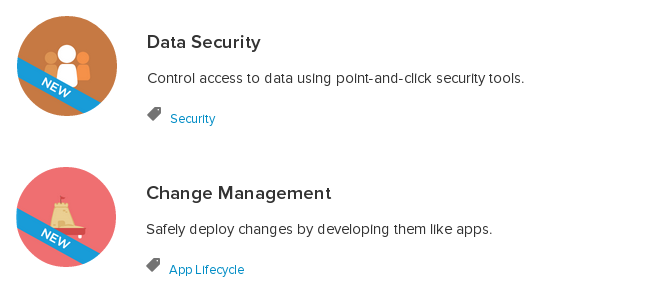 Data Security
NEW
Control access to data using point-and-click security tools.
Security
Change Management
NEW
Safely deploy changes by developing them like apps.
App Lifecycle